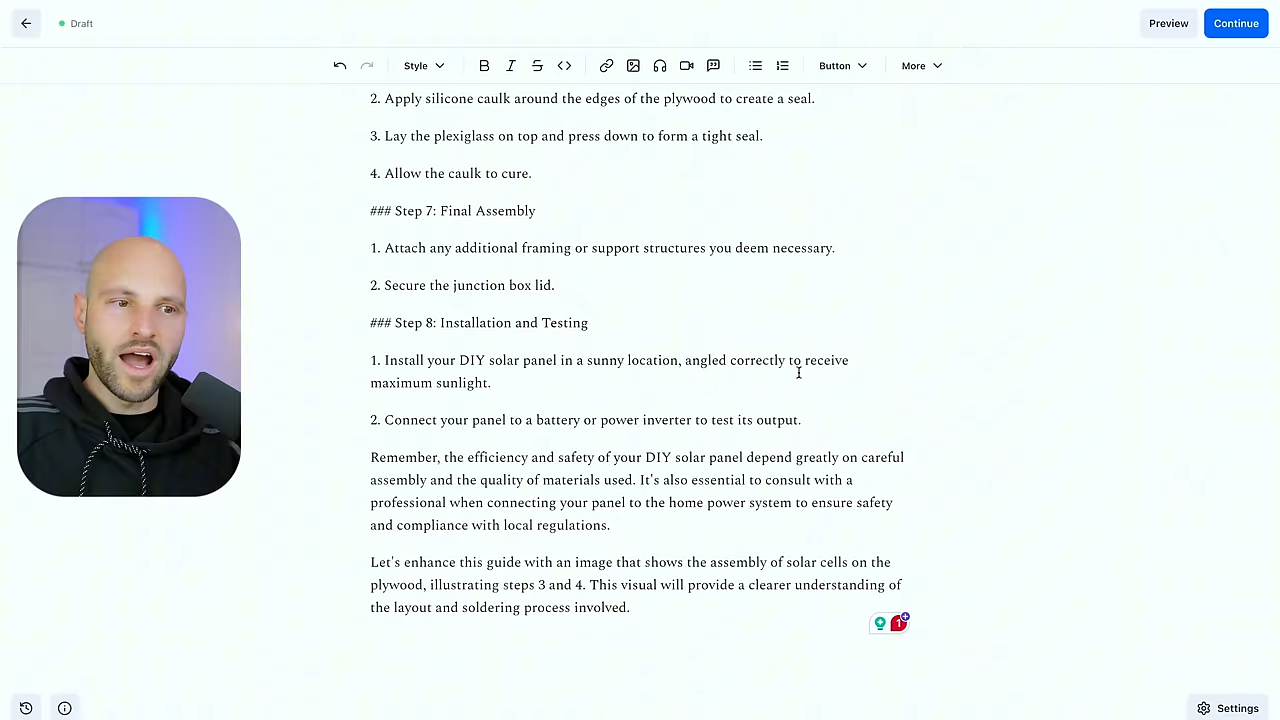 Draft
Preview
Continue
Style
Button
More
2. Apply silicone caulk around the edges of the plywood to create a seal.
3. Lay the plexiglass on top and press down to form a tight seal.
4. Allow the caulk to cure.
### Step 7: Final Assembly
1. Attach any additional framing or support structures you deem necessary.
2. Secure the junction box lid.
### Step 8: Installation and Testing
1. Install your DIY solar panel in a sunny location, angled correctly to receive
maximum sunlight.
2. Connect your panel to a battery or power inverter to test its output.
Remember, the efficiency and safety of your DIY solar panel depend greatly on careful
assembly and the quality of materials used. It's also essential to consult with a
professional when connecting your panel to the home power system to ensure safety
and compliance with local regulations.
Let's enhance this guide with an image that shows the assembly of solar cells on the
plywood, illustrating steps 3 and 4. This visual will provide a clearer understanding of
the layout and soldering process involved.
1
Settings